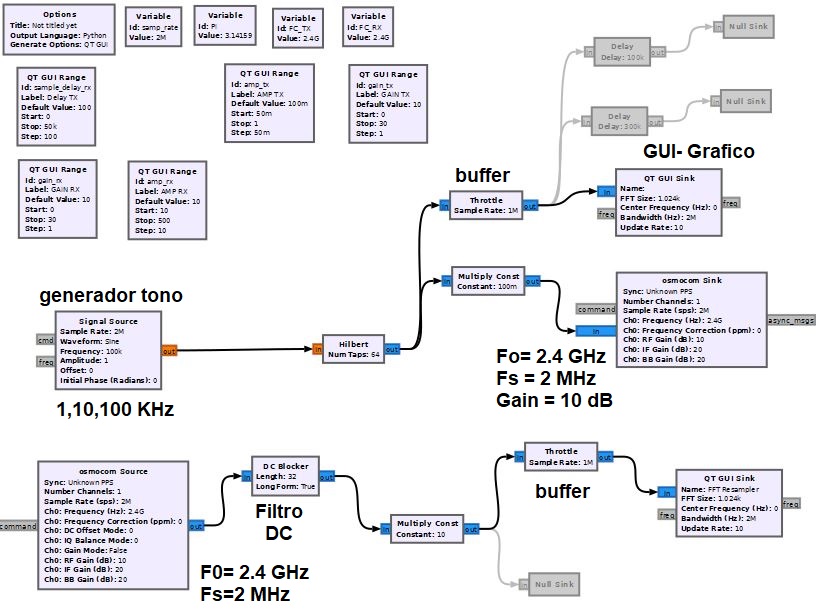 Options
Title: Not titled yet
Output Language: Python
Generate Options: QT GUI
Variable
Id: samp_rate
Value: 2M
Variable
Id: PI
Value: 3.14159
Variable
Id: FC_TX
Value: 2.4G
Variable
Id: FC_RX
Value: 2.4G
QT GUI Range
Id: sample_delay_rx
Label: Delay TX
Default Value: 100
Start: 0
Stop: 50k
Step: 100
QT GUI Range
Id: amp_tx
Label: AMP TX
Default Value: 100m
Start: 50m
Stop: 1
Step: 50m
QT GUI Range
Id: gain_tx
Label: GAIN TX
Default Value: 10
Start: 0
Stop: 30
Step: 1
in
Delay
Delay: 100k
out
in
Null Sink
in
Delay
Delay: 300k
out
in
Null Sink
QT GUI Range
Id: gain_rx
Label: GAIN RX
Default Value: 10
Start: 0
Stop: 30
Step: 1
QT GUI Range
Id: amp_rx
Label: AMP RX
Default Value: 10
Start: 10
Stop: 500
Step: 10
buffer
in
Throttle
Sample Rate: 1M
out
GUI- Grafico
in
freq
QT GUI Sink
Name:
FFT Size: 1.024k
Center Frequency (Hz): 0
Bandwidth (Hz): 2M
Update Rate: 10
freq
in
Multiply Const
Constant: 100m
out
command
in
osmocom Sink
Sync: Unknown PPS
Number Channels: 1
Sample Rate (sps): 2M
Ch0: Frequency (Hz): 2.4G
Ch0: Frequency Correction (ppm): 0
Ch0: RF Gain (dB): 10
Ch0: IF Gain (dB): 20
Ch0: BB Gain (dB): 20
async_msgs
generador tono
cmd
freq
Signal Source
Sample Rate: 2M
Waveform: Sine
Frequency: 100k
Amplitude: 1
Offset: 0
Initial Phase (Radians): 0
out
1,10,100 KHz
in
Hilbert
Num Taps: 64
out
Fo= 2.4 GHz
Fs = 2 MHz
Gain = 10 dB
command
osmocom Source
Sync: Unknown PPS
Number Channels: 1
Sample Rate (sps): 2M
Ch0: Frequency (Hz): 2.4G
Ch0: Frequency Correction (ppm): 0
Ch0: DC Offset Mode: 0
Ch0: IQ Balance Mode: 0
Ch0: Gain Mode: False
Ch0: RF Gain (dB): 10
Ch0: IF Gain (dB): 20
Ch0: BB Gain (dB): 20
out
in
DC Blocker
Length: 32
Long Form: True
out
Filtro
DC
F0= 2.4 GHz
Fs=2 MHz
in
Multiply Const
Constant: 10
out
in
Throttle
Sample Rate: 1M
out
buffer
in
Null Sink
in
freq
QT GUI Sink
Name: FFT Resampler
FFT Size: 1.024k
Center Frequency (Hz): 0
Bandwidth (Hz): 2M
Update Rate: 10
freq